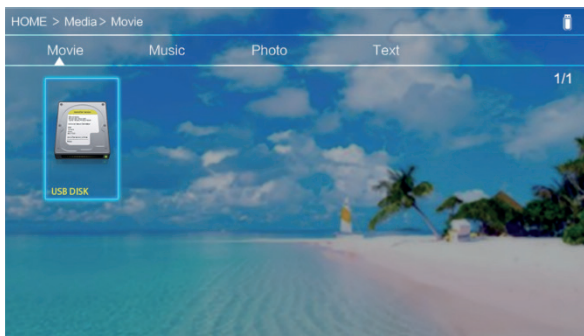 HOME > Media > Movie
Movie Music Photo Text
1/1
USB DISK